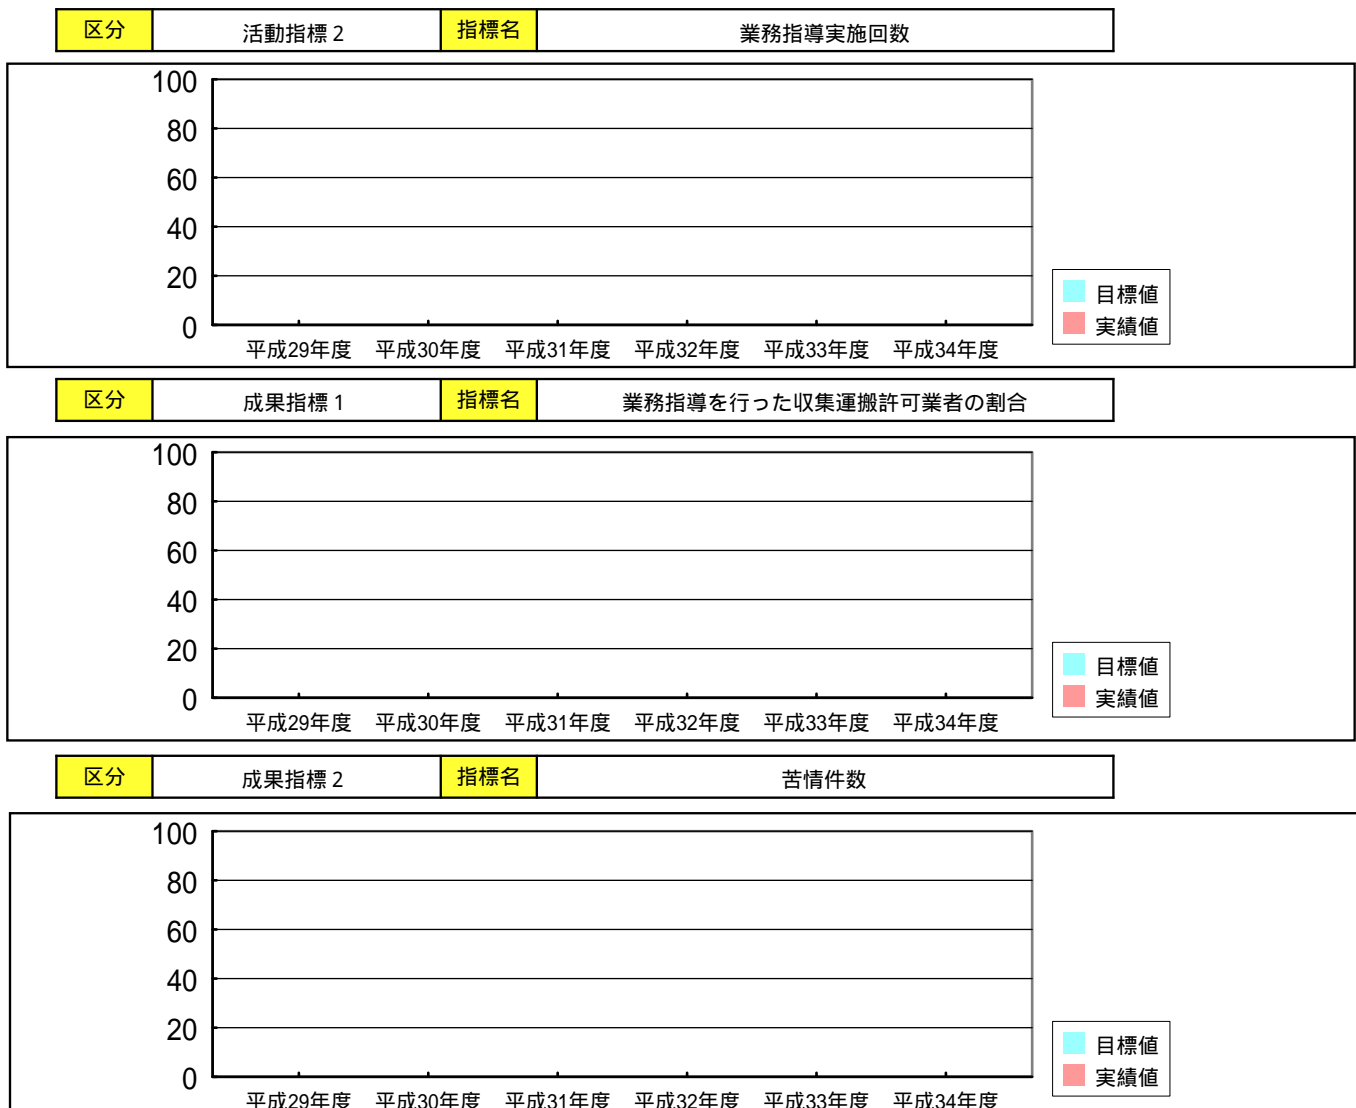 区分 活動指標２ 指標名 業務指導実施回数
100
80
60
40
20
0
平成29年度 平成30年度 平成31年度 平成32年度 平成33年度 平成34年度
目標値
実績値
区分 成果指標１ 指標名 業務指導を行った収集運搬許可業者の割合
100
80
60
40
20
0
平成29年度 平成30年度 平成31年度 平成32年度 平成33年度 平成34年度
目標値
実績値
区分 成果指標２ 指標名 苦情件数
100
80
60
40
20
0
平成29年度 平成30年度 平成31年度 平成32年度 平成33年度 平成34年度
目標値
実績値